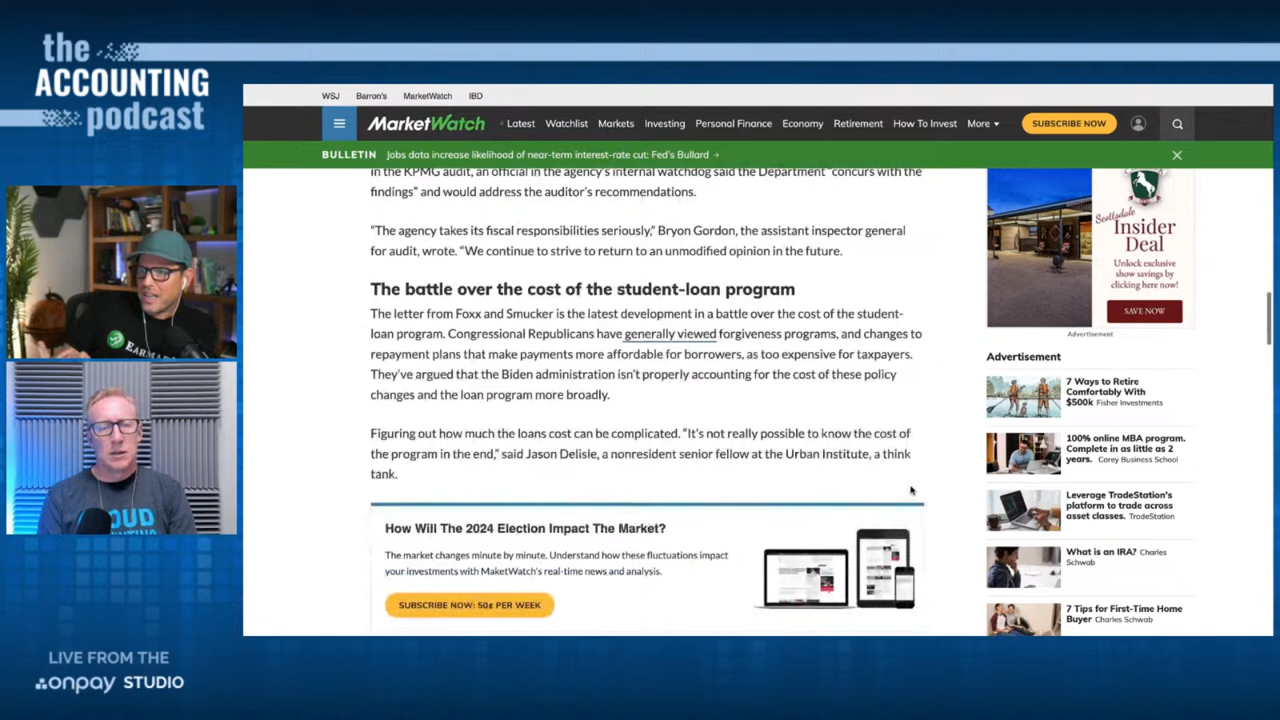 the
ACCOUNTING
podcast
WSJ Barron's MarketWatch IBD
MarketWatch Latest Watchlist Markets Investing Personal Finance Economy Retirement How To Invest More SUBSCRIBE NOW
BULLETIN Jobs data increase likelihood of near-term interest-rate cut: Fed's Bullard →
in the KPMG audit, an official in the agency's internal watchdog said the Department "concurs with the
findings" and would address the auditor's recommendations.
"The agency takes its fiscal responsibilities seriously," Bryon Gordon, the assistant inspector general
for audit, wrote. "We continue to strive to return to an unmodified opinion in the future.
The battle over the cost of the student-loan program
The letter from Foxx and Smucker is the latest development in a battle over the cost of the student-
loan program. Congressional Republicans have generally viewed forgiveness programs, and changes to
repayment plans that make payments more affordable for borrowers, as too expensive for taxpayers.
They've argued that the Biden administration isn't properly accounting for the cost of these policy
changes and the loan program more broadly.
Figuring out how much the loans cost can be complicated. "It's not really possible to know the cost of
the program in the end," said Jason Delisle, a nonresident senior fellow at the Urban Institute, a think
tank.
How Will The 2024 Election Impact The Market?
The market changes minute by minute. Understand how these fluctuations impact
your investments with MaketWatch's real-time news and analysis.
SUBSCRIBE NOW: 50¢ PER WEEK
Scottsdale
Insider
Deal
Unlock exclusive
show savings by
clicking here now!
SAVE NOW
Advertisement
Advertisement
7 Ways to Retire
Comfortably With
$500k Fisher Investments
100% online MBA program.
Complete in as little as 2
years. Carey Business School
Leverage TradeStation's
platform to trade across
asset classes. TradeStation
What is an IRA? Charles
Schwab
7 Tips for First-Time Home
Buyer Charles Schwab
EARMA
OUD
LIVE FROM THE
onpay STUDIO